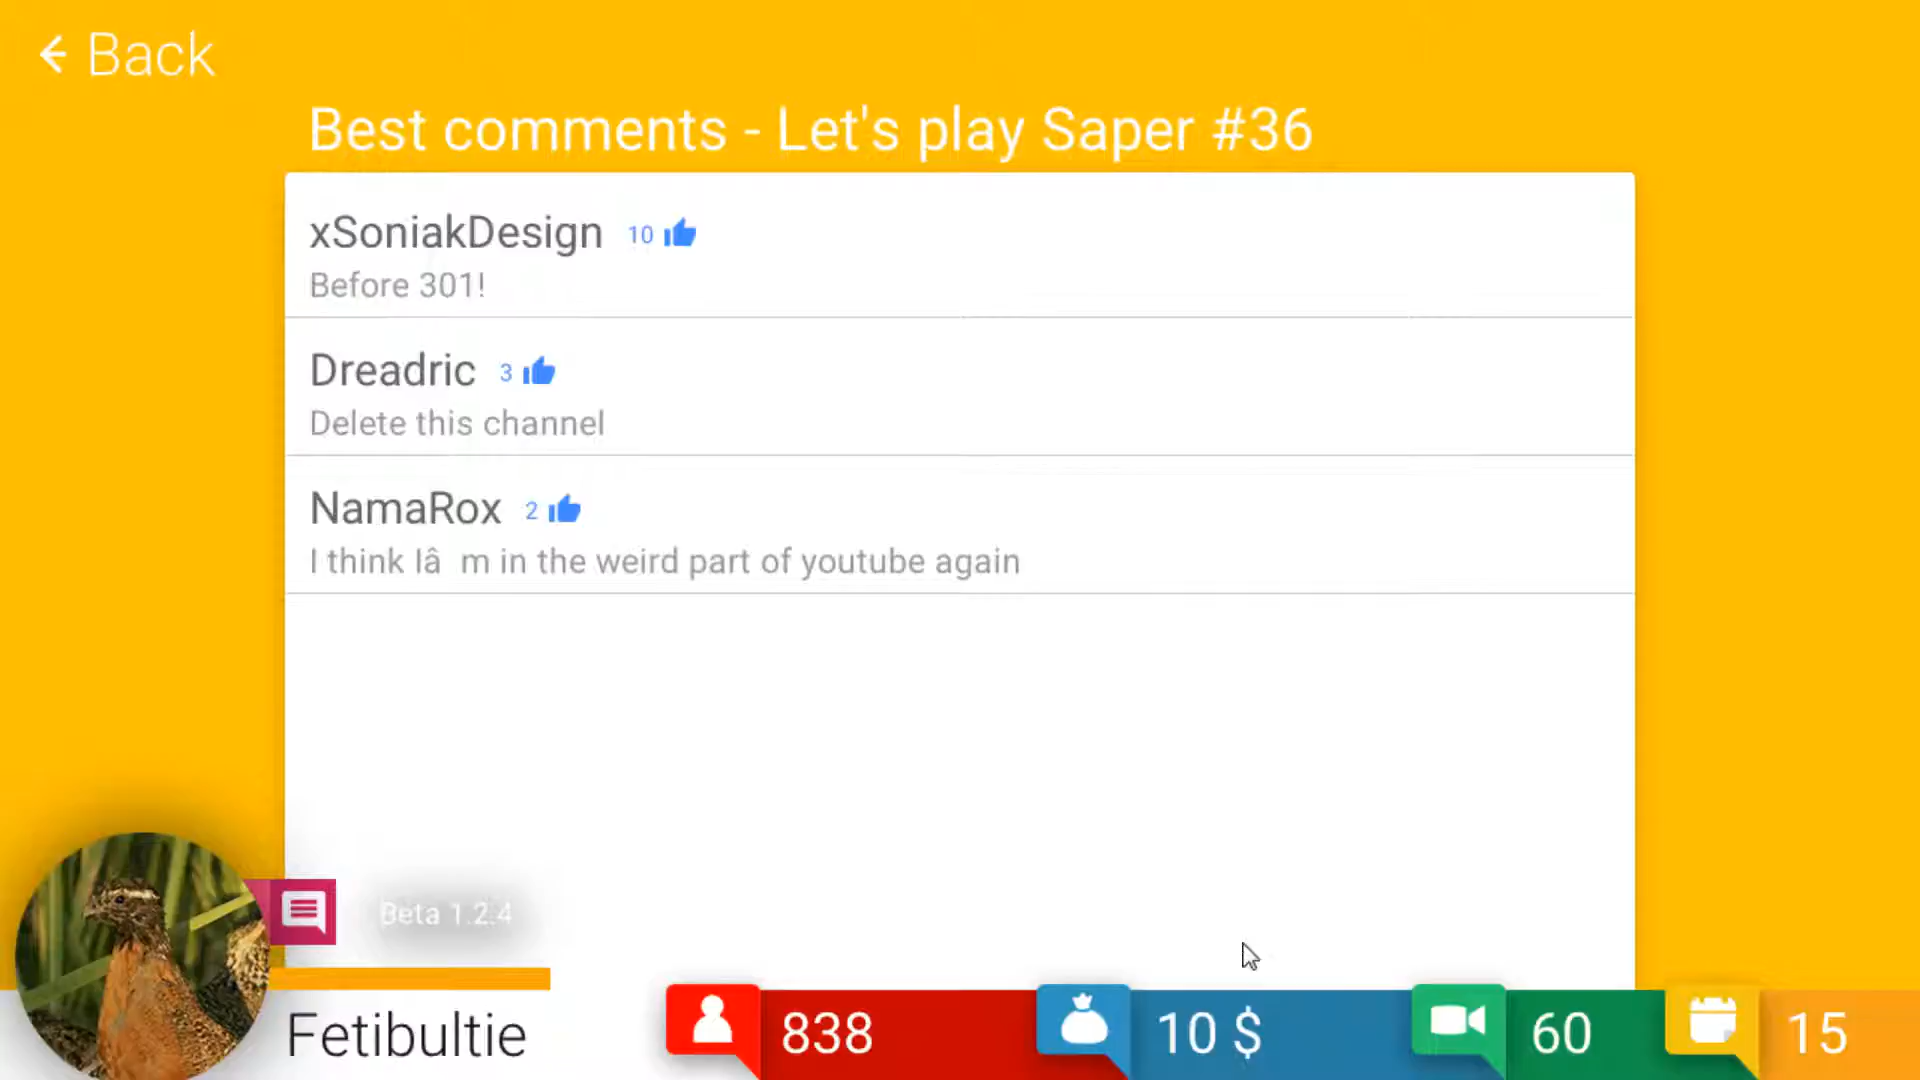 Back
Best comments - Let's play Saper #36
xSoniakDesign 10
Before 301!
Dreadric 3
Delete this channel
NamaRox 2
I think Iâ  m in the weird part of youtube again
Beta 1.2.4
Fetibultie
838
10 $
60
15